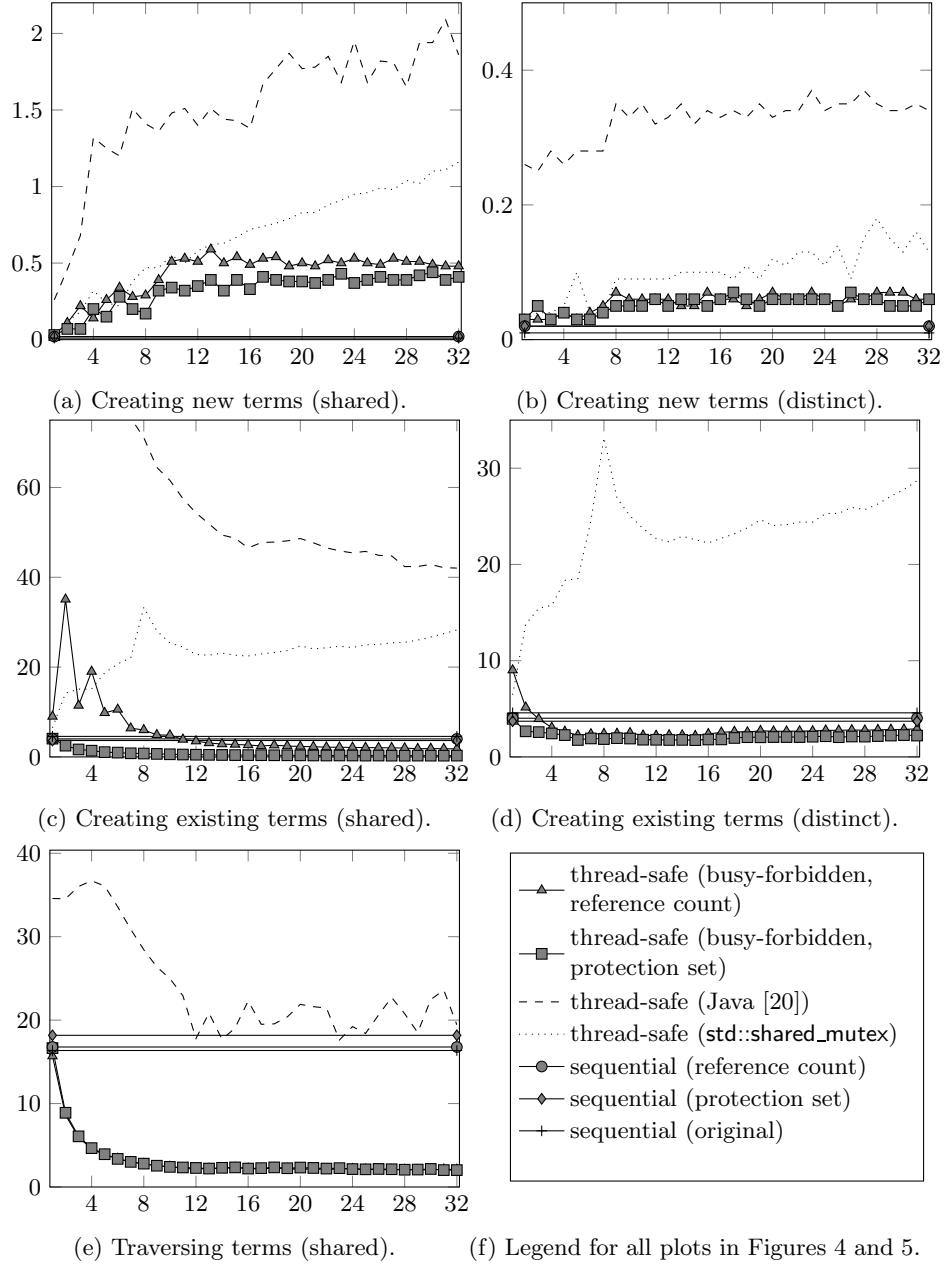 2
1.5
1
0.5
0
4 8 12 16 20 24 28 32
(a) Creating new terms (shared).
0.4
0.2
0
4 8 12 16 20 24 28 32
(b) Creating new terms (distinct).
60
40
20
0
4 8 12 16 20 24 28 32
(c) Creating existing terms (shared).
30
20
10
0
4 8 12 16 20 24 28 32
(d) Creating existing terms (distinct).
40
30
20
10
0
4 8 12 16 20 24 28 32
(e) Traversing terms (shared).
thread-safe (busy-forbidden,
reference count)
thread-safe (busy-forbidden,
protection set)
thread-safe (Java [20])
thread-safe (std::shared_mutex)
sequential (reference count)
sequential (protection set)
sequential (original)
(f) Legend for all plots in Figures 4 and 5.